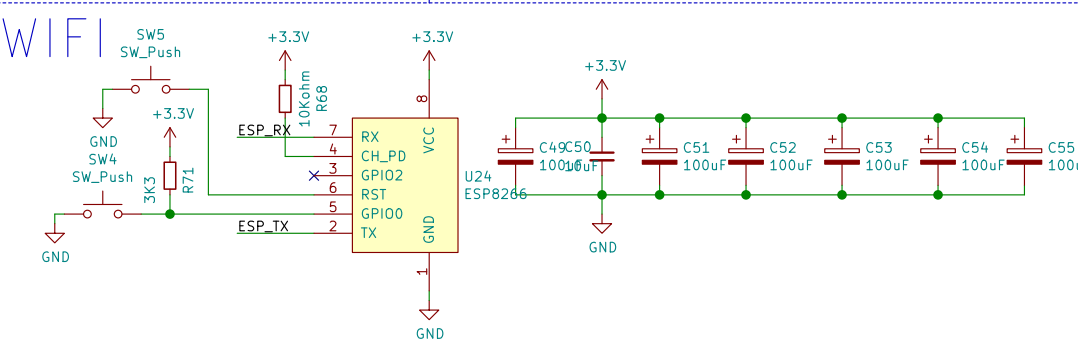 WIFI
SW5
SW_Push
GND
+3.3V
SW4
SW_Push
3K3
R71
GND
+3.3V
10Kohm
R68
+3.3V
8
VCC
ESP_RX
7
RX
4
CH_PD
3
GPIO2
6
RST
5
GPIO0
ESP_TX
2
TX
GND
1
GND
U24
ESP8266
+3.3V
C49
100uF
C50
GND
C51
100uF
C52
100uF
C53
100uF
C54
100uF
C55